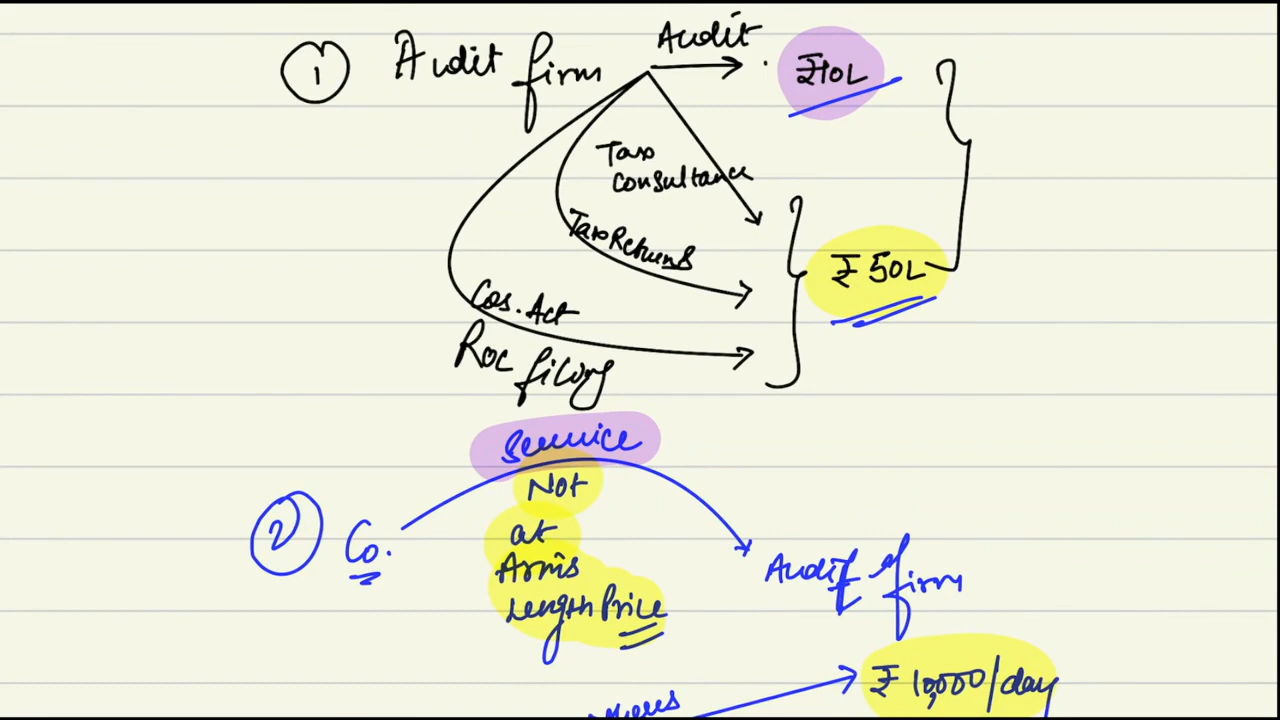 1 Audit firm Audit ₹10L
Tax
consultance
Tax Returns
₹ 50L
Cos. Act
ROC filing
Service
Not
at
Arm's
Length Price
2 Co.
Audit firm
₹ 10,000/day